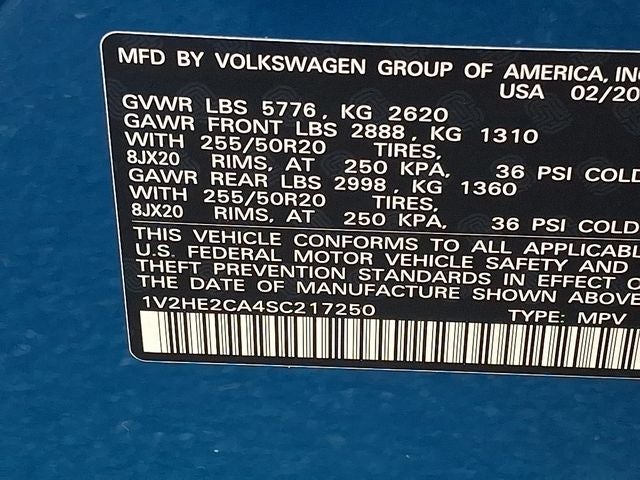 MFD BY VOLKSWAGEN GROUP OF AMERICA, INC
USA 02/20
GVWR LBS 5776, KG 2620
GAWR FRONT LBS 2888, KG 1310
WITH 255/50R20 TIRES,
8JX20 RIMS, AT 250 KPA, 36 PSI COLD
GAWR REAR LBS 2998, KG 1360
WITH 255/50R20 TIRES,
8JX20 RIMS, AT 250 KPA, 36 PSI COLD
THIS VEHICLE CONFORMS TO ALL APPLICABL
U.S. FEDERAL MOTOR VEHICLE SAFETY AND
THEFT PREVENTION STANDARDS IN EFFECT O
THE DATE OF MANUFACTURE SHOWN ABOVE
1V2HE2CA4SC217250 TYPE: MPV